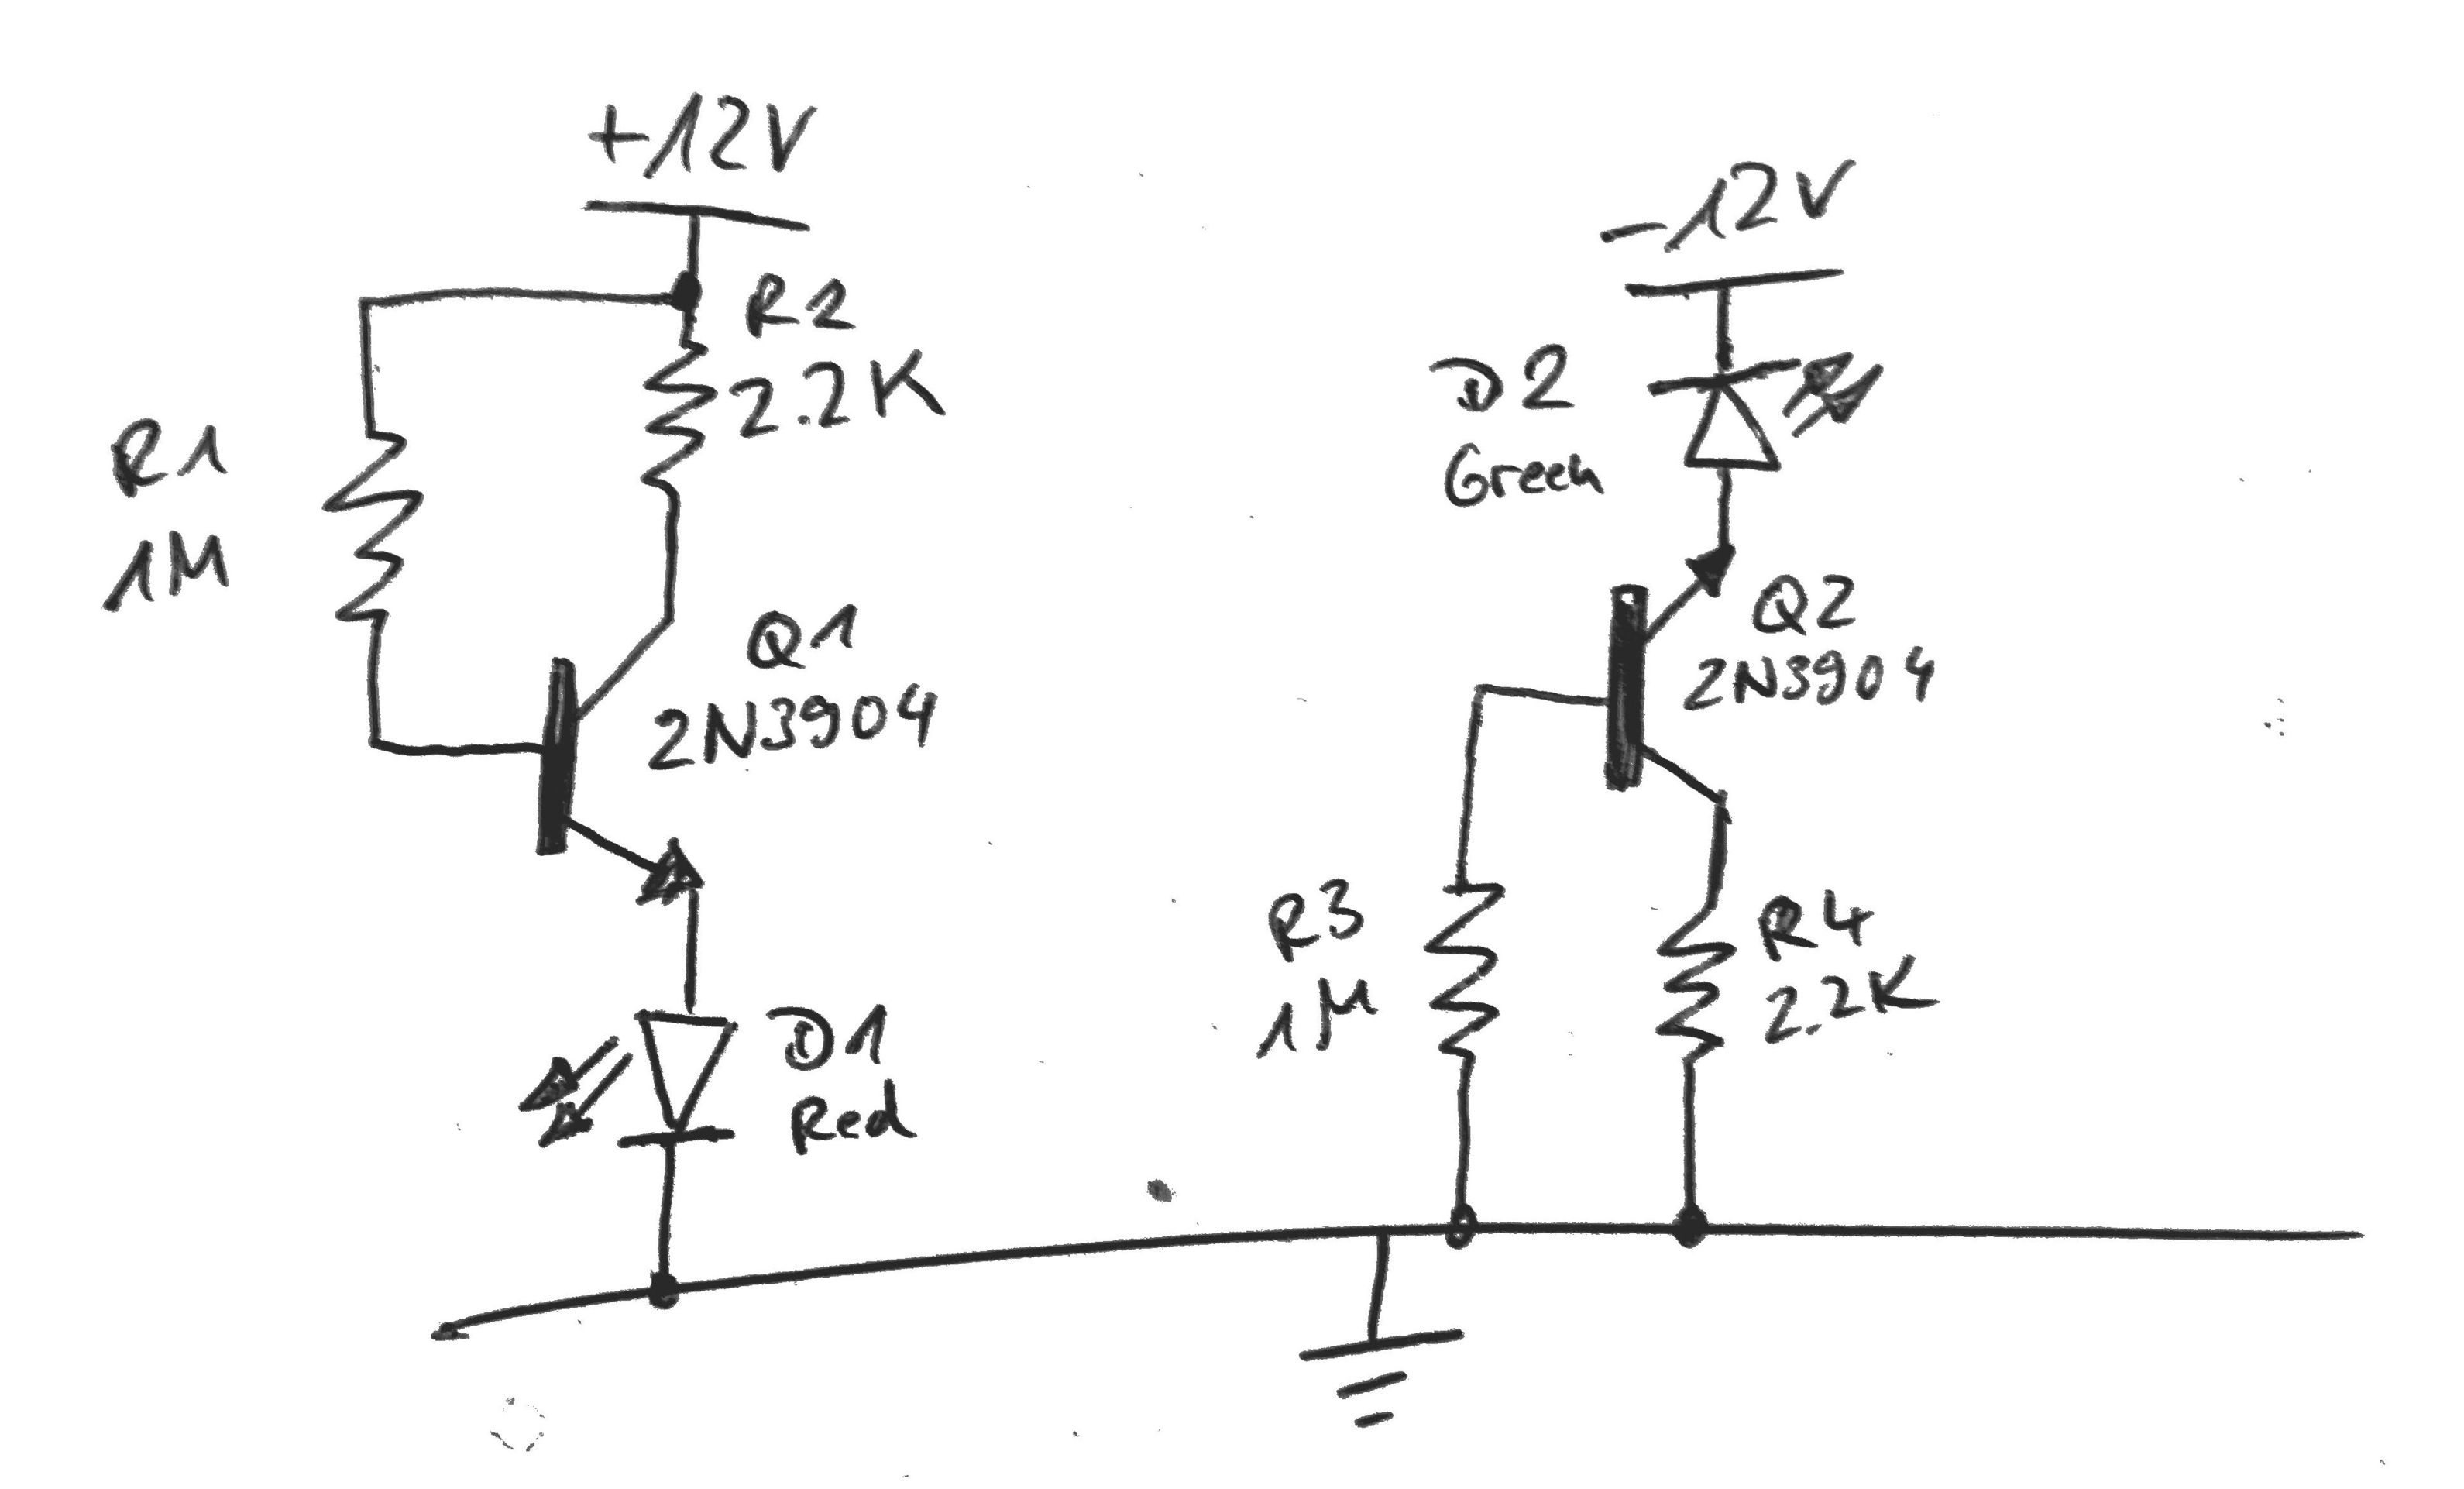 +12V
R2
2.2K
R1
1M
Q1
2N3904
D1
Red
-12V
D2
Green
Q2
2N3904
R3
1M
R4
2.2K